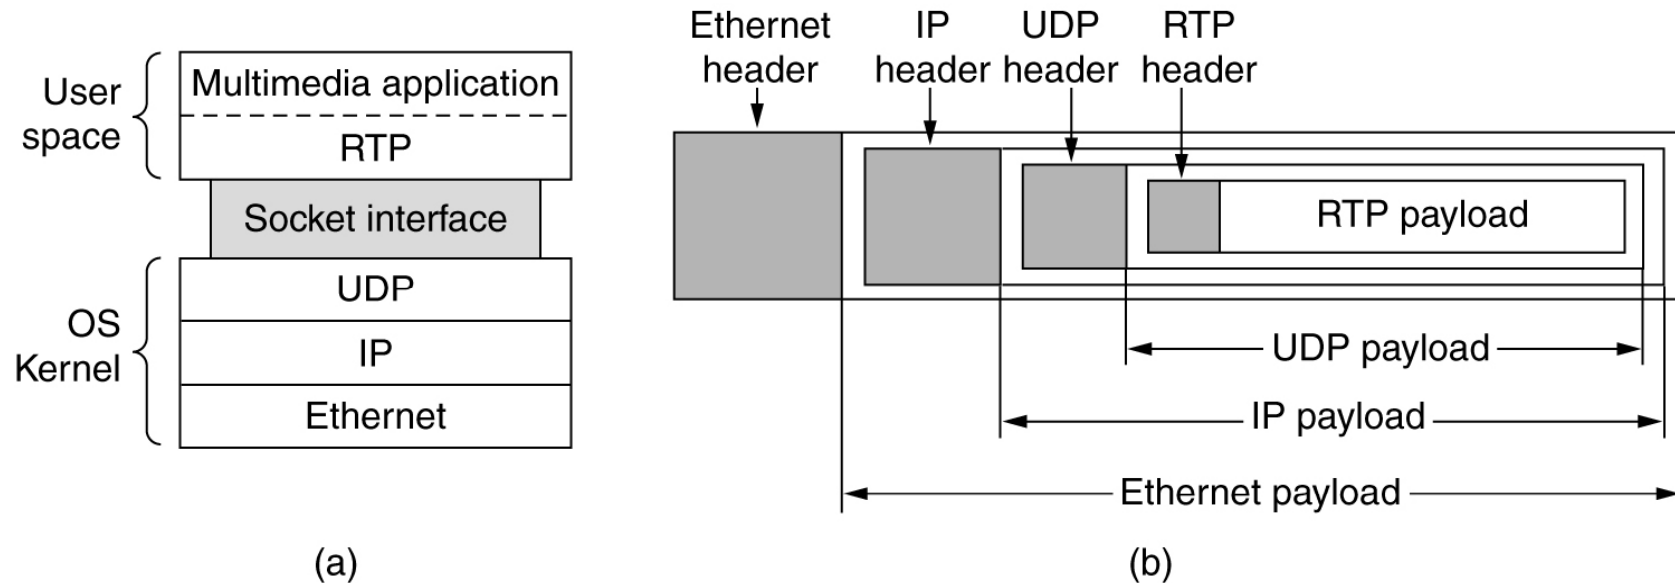 User
space
Multimedia application
RTP
Socket interface
OS
Kernel
UDP
IP
Ethernet
(a)
Ethernet
header
IP
header
UDP
header
RTP
header
RTP payload
UDP payload
IP payload
Ethernet payload
(b)